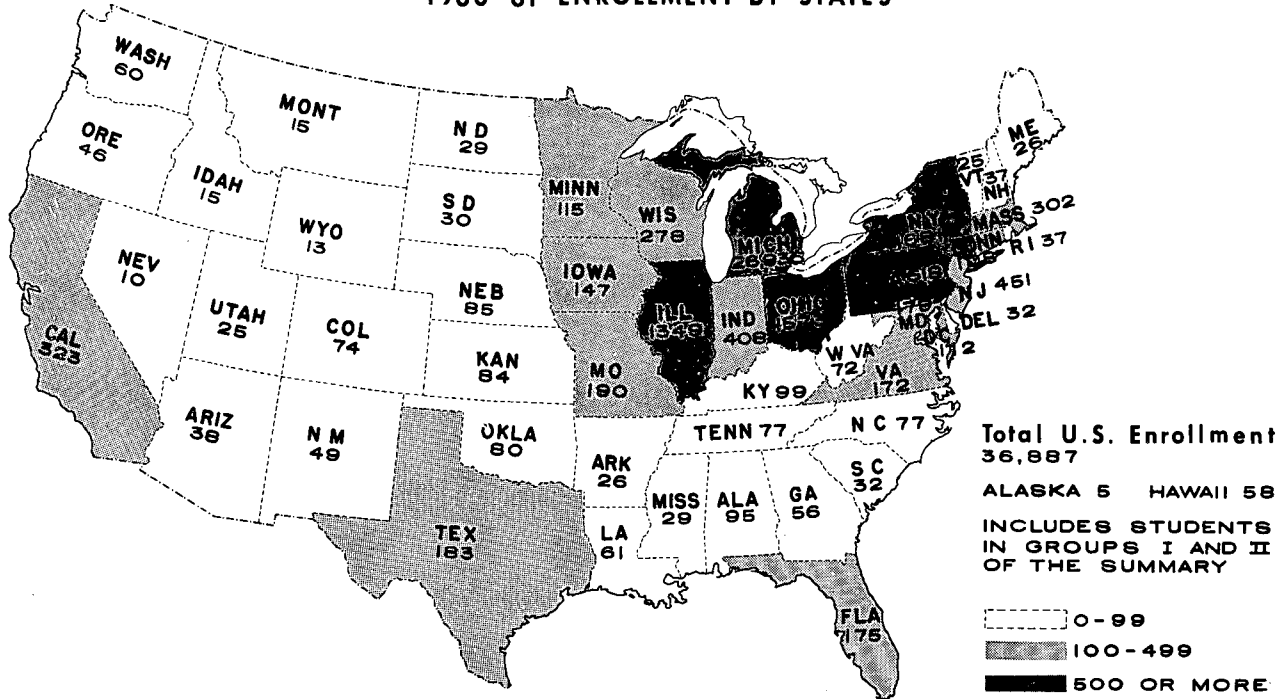 1960-61 ENROLLMENT BY STATES
WASH
60
ORE
46
CAL
323
NEV
10
IDAH
15
MONT
15
WYO
13
UTAH
25
ARIZ
38
COL
74
N M
49
N D
29
S D
30
NEB
85
KAN
84
OKLA
80
TEX
183
MINN
115
IOWA
147
MO
190
ARK
26
LA
61
WIS
278
ILL
MICH
IND
408
KY 99
TENN 77
MISS
29
ALA
95
GA
56
FLA
175
S C
32
N C 77
VA
172
W VA
72
MD
DEL 32
NJ 451
NY
MASS 302
R I 37
25
VT
37
NH
ME
26
Total U.S. Enrollment
36,887
ALASKA 5 HAWAII 58
INCLUDES STUDENTS
IN GROUPS I AND II
OF THE SUMMARY
0-99
100-499
500 OR MORE